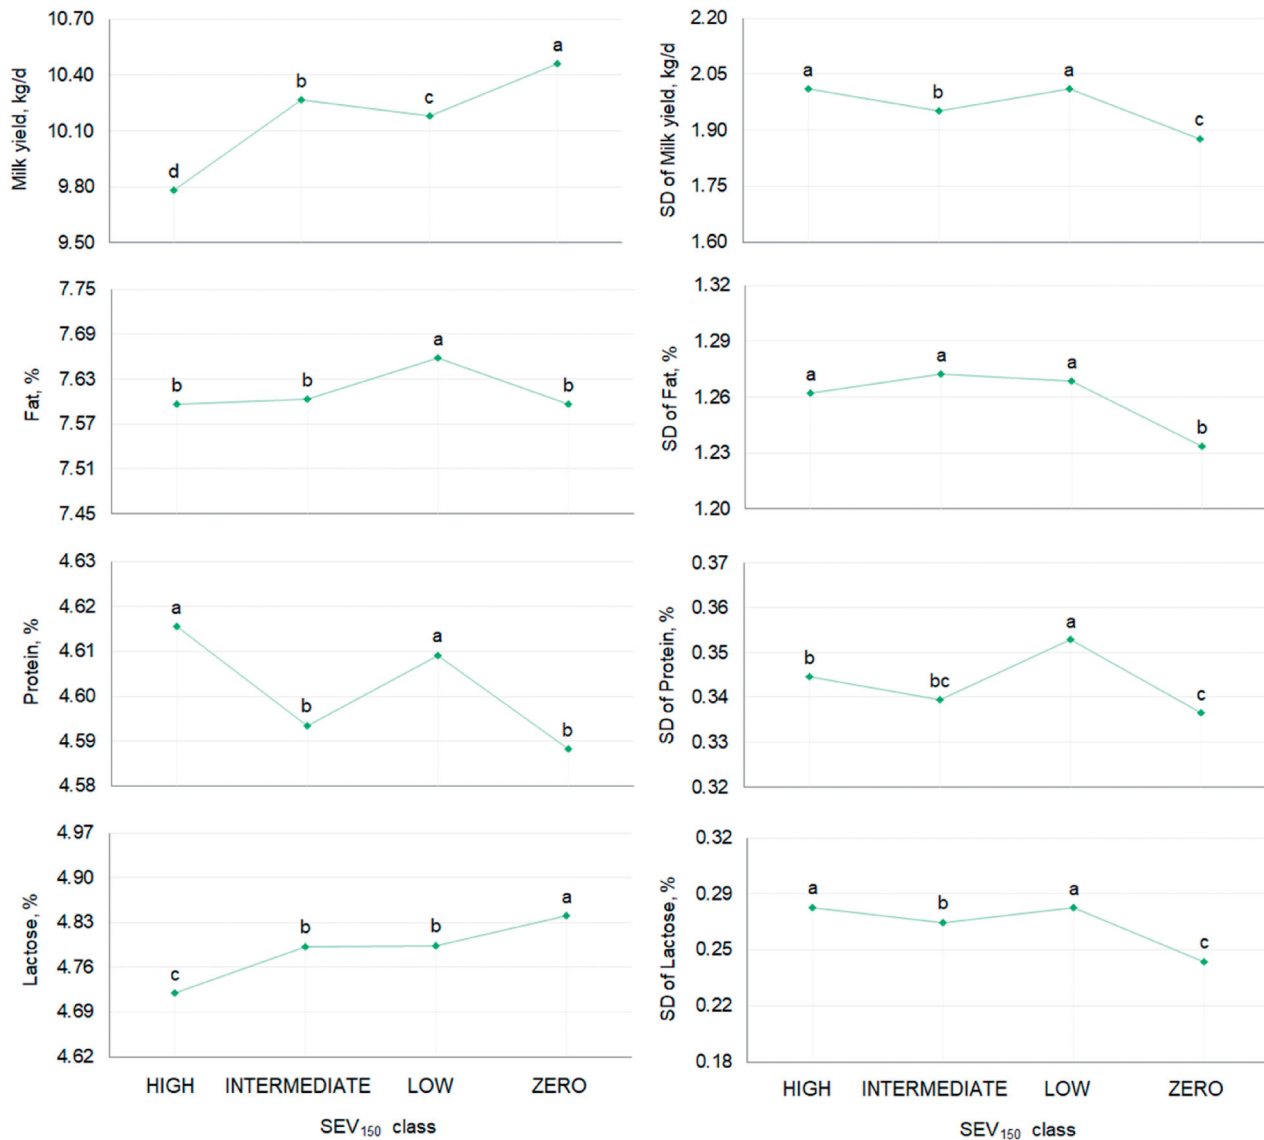 Milk yield, kg/d
10.70
10.40
10.10
9.80
9.50
d
b
c
a
SD of Milk yield, kg/d
2.20
2.05
1.90
1.75
1.60
a
b
a
c
Fat, %
7.75
7.69
7.63
7.57
7.51
7.45
b
b
a
b
SD of Fat, %
1.32
1.29
1.26
1.23
1.20
a
a
a
b
Protein, %
4.63
4.62
4.61
4.60
4.59
4.58
a
b
a
b
SD of Protein, %
0.37
0.36
0.35
0.34
0.33
0.32
b
bc
a
c
Lactose, %
4.97
4.90
4.83
4.76
4.69
4.62
c
b
b
a
HIGH INTERMEDIATE LOW ZERO
SEV150 class
SD of Lactose, %
0.32
0.29
0.25
0.22
0.18
a
b
a
c
HIGH INTERMEDIATE LOW ZERO
SEV150 class